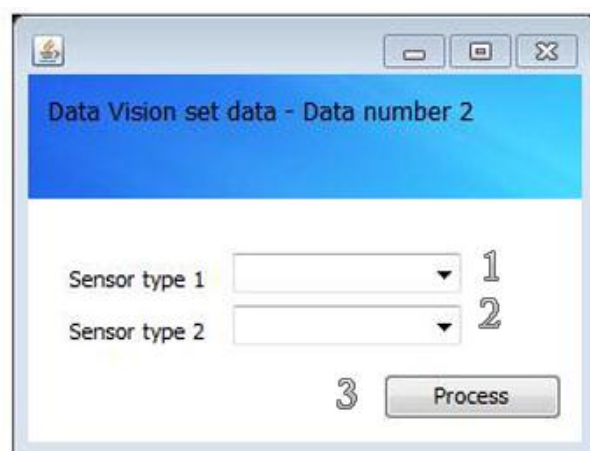 Data Vision set data - Data number 2
Sensor type 1 1
Sensor type 2 2
3 Process